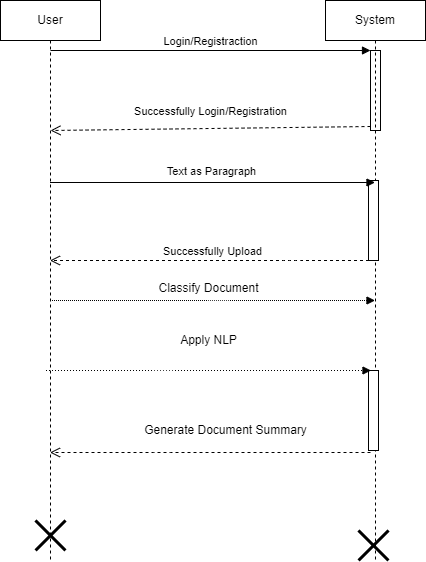 User
System
Login/Registraction
Successfully Login/Registration
Text as Paragraph
Successfully Upload
Classify Document
Apply NLP
Generate Document Summary